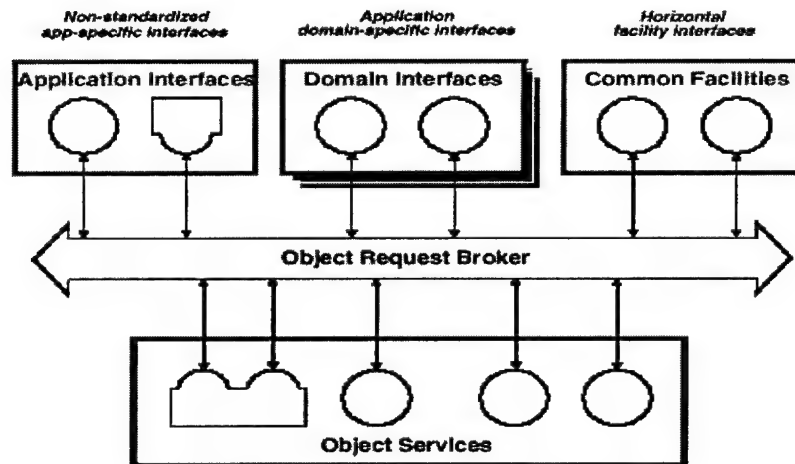 Non-standardized
app-specific interfaces
Application
domain-specific interfaces
Horizontal
facility interfaces
Application Interfaces
Domain Interfaces
Common Facilities
Object Request Broker
Object Services